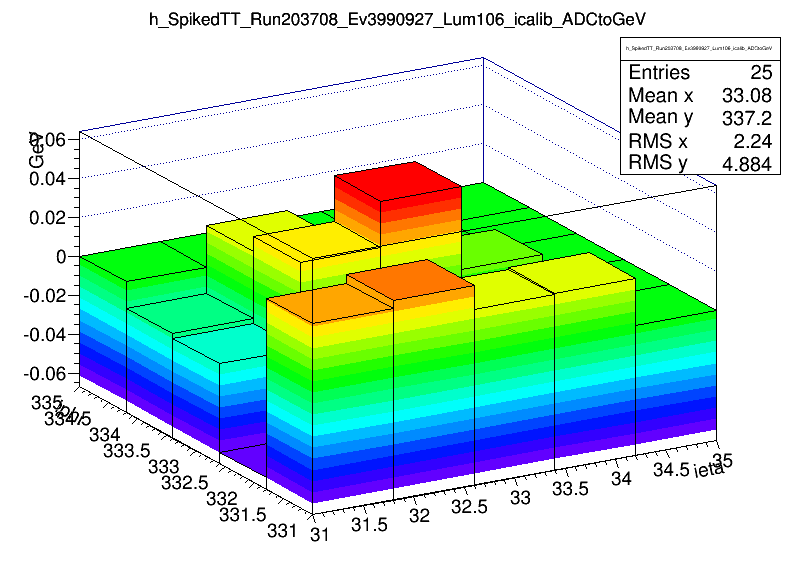 h_SpikedTT_Run203708_Ev3990927_Lum106_icalib_ADCtoGeV
h_SpikedTT_Run203708_Ev3990927_Lum106_icalib_ADCtoGeV
Entries 25
Mean x 33.08
Mean y 337.2
RMS x 2.24
RMS y 4.884
GeV
0.06
0.04
0.02
0
-0.02
-0.04
-0.06
335
334.5
334
333.5
333
332.5
332
331.5
331
31
31.5
32
32.5
33
33.5
34
34.5
35
ieta